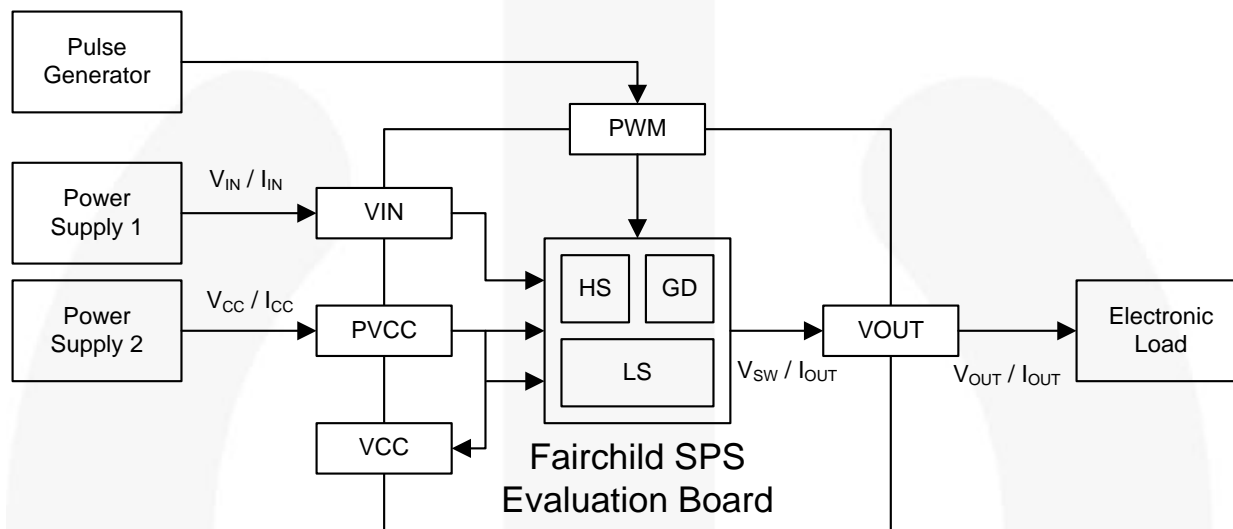 Pulse
Generator
PWM
Power
Supply 1
V_IN / I_IN
VIN
HS
GD
Power
Supply 2
V_CC / I_CC
PVCC
LS
VOUT
Electronic
Load
V_SW / I_OUT
V_OUT / I_OUT
VCC
Fairchild SPS
Evaluation Board